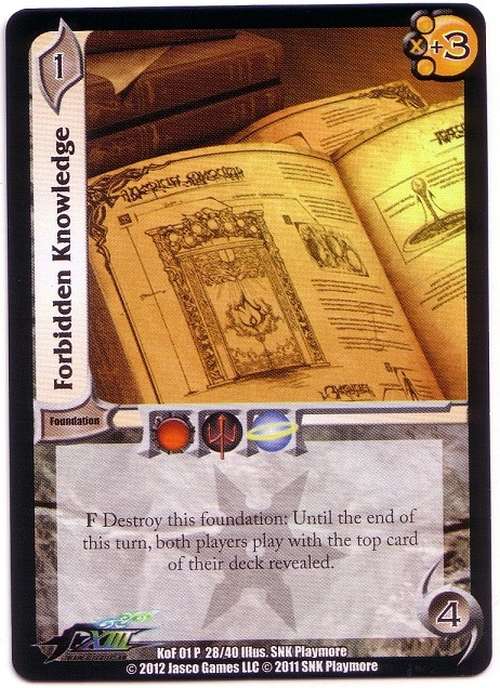 1
+3
Forbidden Knowledge
Foundation
F Destroy this foundation: Until the end of
this turn, both players play with the top card
of their deck revealed.
4
XIII
KoF 01 P 28/40 Illus. SNK Playmore
© 2012 Jasco Games LLC © 2011 SNK Playmore